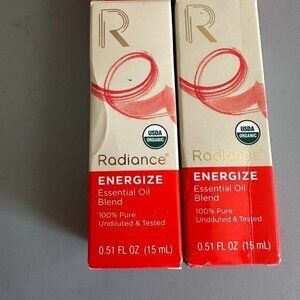 R
USDA
ORGANIC
Radiance
ENERGIZE
Essential Oil
Blend
100% Pure
Undiluted & Tested
0.51 FL OZ (15 mL)
R
USDA
ORGANIC
Radiance
ENERGIZE
Essential Oil
Blend
100% Pure
Undiluted & Tested
0.51 FL OZ (15 mL)